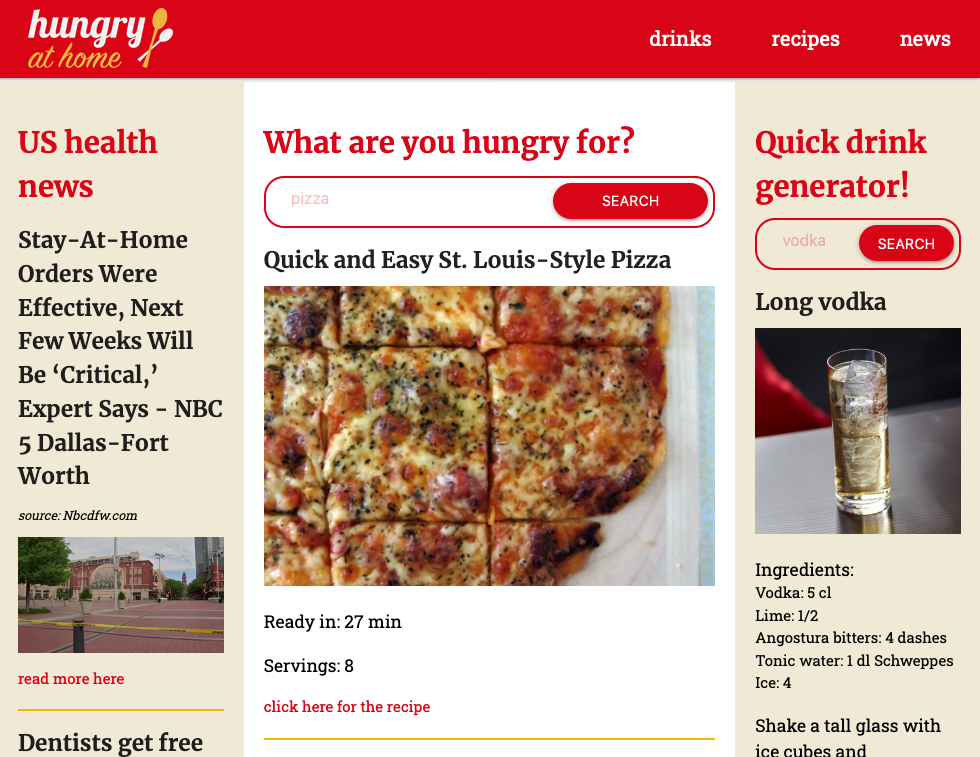 hungry
at home
drinks
recipes
news
US health
news
Stay-At-Home
Orders Were
Effective, Next
Few Weeks Will
Be ‘Critical,’
Expert Says - NBC
5 Dallas-Fort
Worth
source: Nbcdfw.com
read more here
Dentists get free
What are you hungry for?
pizza
SEARCH
Quick and Easy St. Louis-Style Pizza
Ready in: 27 min
Servings: 8
click here for the recipe
Quick drink
generator!
vodka
SEARCH
Long vodka
Ingredients:
Vodka: 5 cl
Lime: 1/2
Angostura bitters: 4 dashes
Tonic water: 1 dl Schweppes
Ice: 4
Shake a tall glass with
ice cubes and